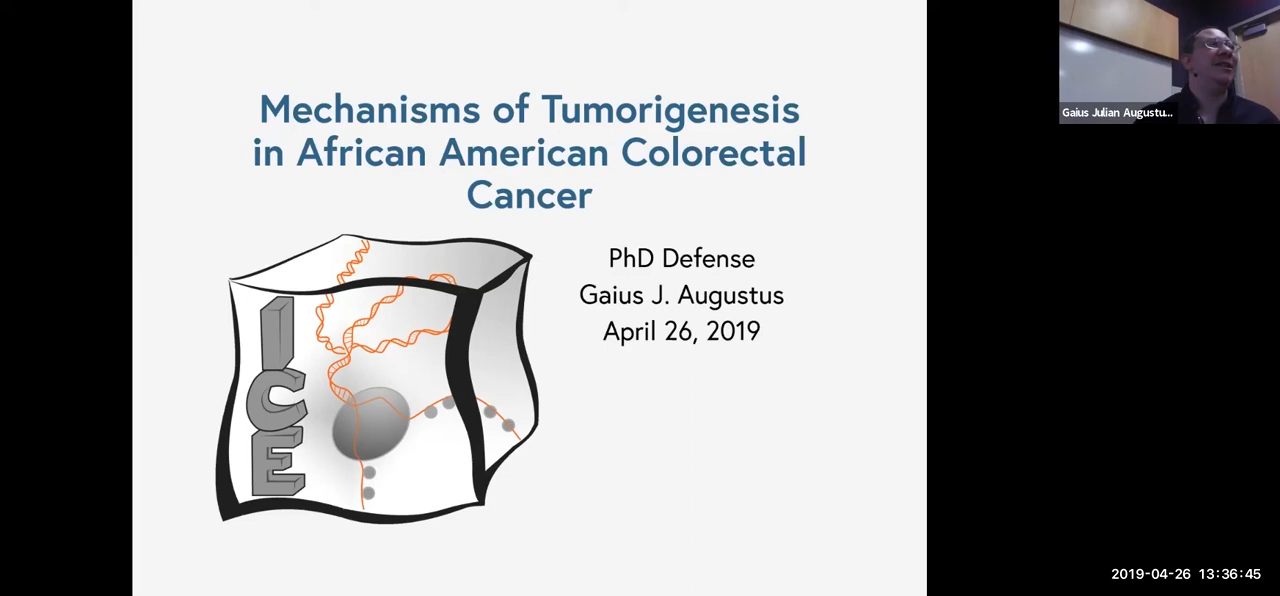 Mechanisms of Tumorigenesis
in African American Colorectal
Cancer
PhD Defense
Gaius J. Augustus
April 26, 2019
ICE
Gaius Julian Augustu...
2019-04-26 13:36:45